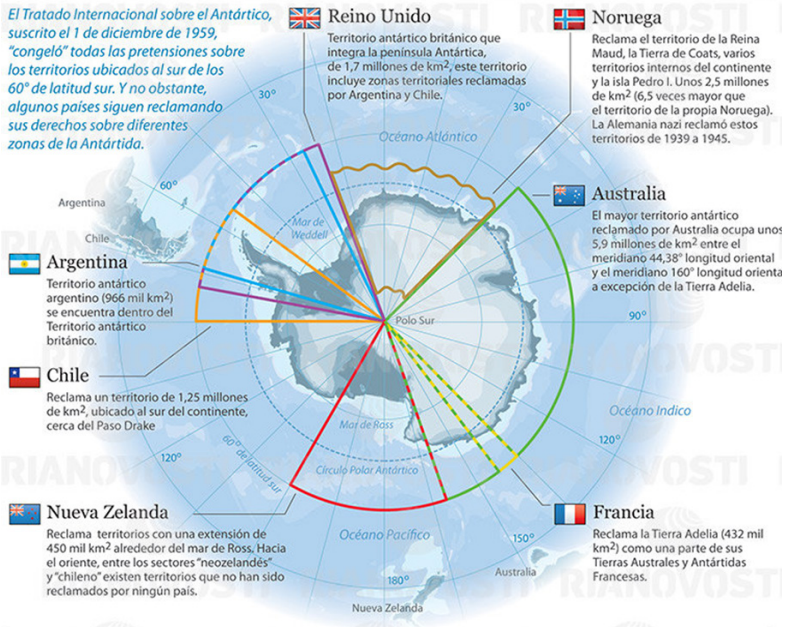 El Tratado Internacional sobre el Antártico,
suscrito el 1 de diciembre de 1959,
“congeló” todas las pretensiones sobre
los territorios ubicados al sur de los
60° de latitud sur. Y no obstante,
algunos países siguen reclamando
sus derechos sobre diferentes
zonas de la Antártida.
Reino Unido
Territorio antártico británico que
integra la península Antártica,
de 1,7 millones de km², este territorio
incluye zonas territoriales reclamadas
por Argentina y Chile.
Noruega
Reclama el territorio de la Reina
Maud, la Tierra de Coats, varios
territorios internos del continente
y la isla Pedro I. Unos 2,5 millones
de km² (6,5 veces mayor que
el territorio de la propia Noruega).
La Alemania nazi reclamó estos
territorios de 1939 a 1945.
Australia
El mayor territorio antártico
reclamado por Australia ocupa unos
5,9 millones de km² entre el
meridiano 44,38° longitud oriental
y el meridiano 160° longitud orienta
a excepción de la Tierra Adelia.
Argentina
Territorio antártico
argentino (966 mil km²)
se encuentra dentro del
Territorio antártico
británico.
Chile
Reclama un territorio de 1,25 millones
de km², ubicado al sur del continente,
cerca del Paso Drake
Nueva Zelanda
Reclama territorios con una extensión de
450 mil km² alrededor del mar de Ross. Hacia
el oriente, entre los sectores “neozelandés”
y “chileno” existen territorios que no han sido
reclamados por ningún país.
Francia
Reclama la Tierra Adelia (432 mil
km²) como una parte de sus
Tierras Australes y Antártidas
Francesas.
30°
30°
Océano Atlántico
60°
Argentina
Chile
Mar de
Weddell
Polo Sur
90°
Océano Indico
120°
120°
Mar de Ross
60° de latitud sur
Círculo Polar Antártico
Océano Pacífico
150°
180°
Australia
Nueva Zelanda
RIANOVOSTI
RIANOVOSTI
RIANOVOSTI